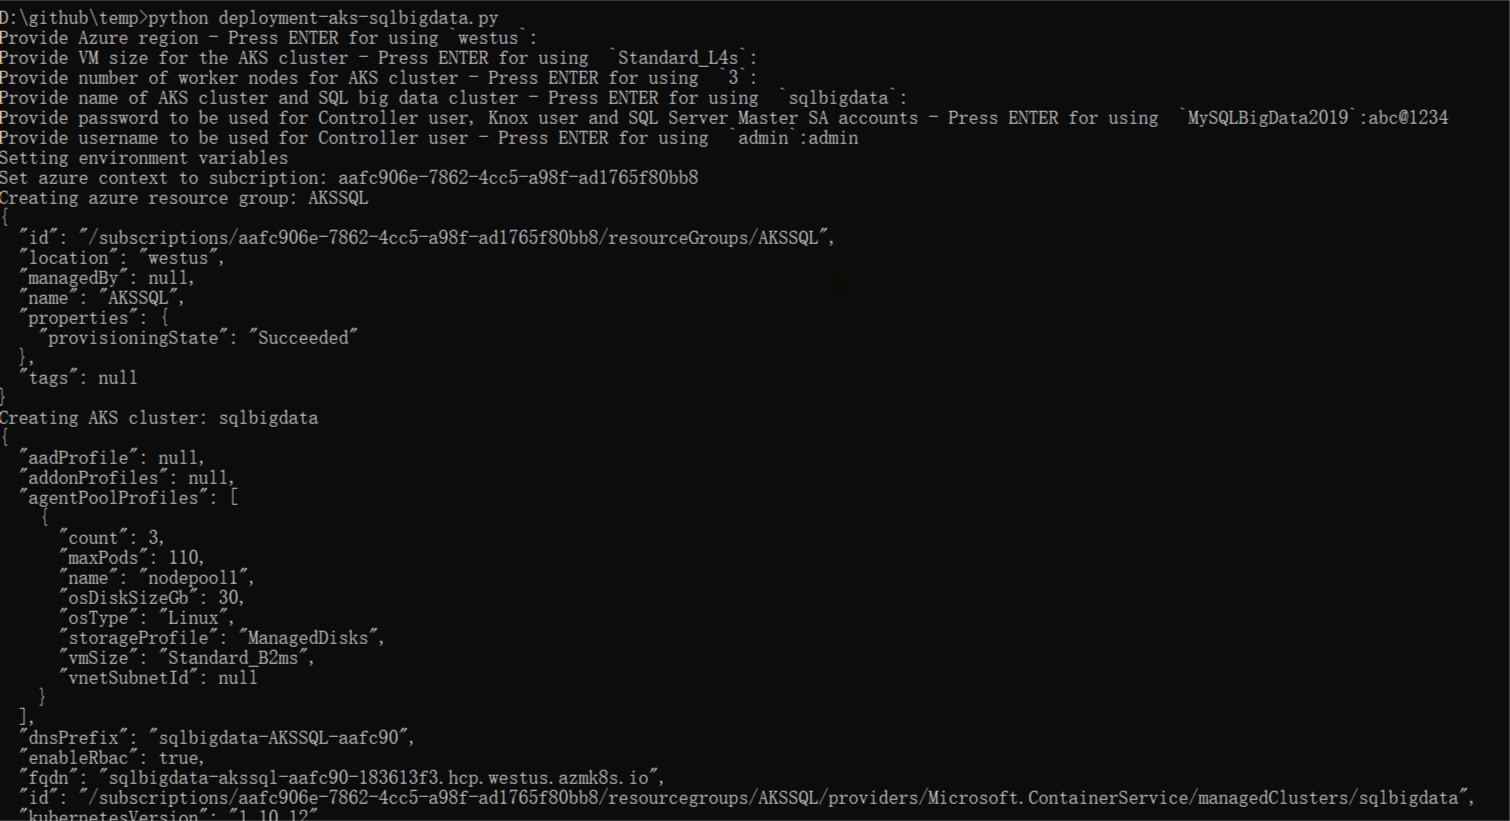 D:\github\temp>python deployment-aks-sqlbigdata.py
Provide Azure region - Press ENTER for using `westus`:
Provide VM size for the AKS cluster - Press ENTER for using  `Standard_L4s`:
Provide number of worker nodes for AKS cluster - Press ENTER for using  `3`:
Provide name of AKS cluster and SQL big data cluster - Press ENTER for using  `sqlbigdata`:
Provide password to be used for Controller user, Knox user and SQL Server Master SA accounts - Press ENTER for using  `MySQLBigData2019`:abc@1234
Provide username to be used for Controller user - Press ENTER for using  `admin`:admin
Setting environment variables
Set azure context to subcription: aafc906e-7862-4cc5-a98f-ad1765f80bb8
Creating azure resource group: AKSSQL
{
  "id": "/subscriptions/aafc906e-7862-4cc5-a98f-ad1765f80bb8/resourceGroups/AKSSQL",
  "location": "westus",
  "managedBy": null,
  "name": "AKSSQL",
  "properties": {
    "provisioningState": "Succeeded"
  },
  "tags": null
}
Creating AKS cluster: sqlbigdata
{
  "aadProfile": null,
  "addonProfiles": null,
  "agentPoolProfiles": [
    {
      "count": 3,
      "maxPods": 110,
      "name": "nodepool1",
      "osDiskSizeGb": 30,
      "osType": "Linux",
      "storageProfile": "ManagedDisks",
      "vmSize": "Standard_B2ms",
      "vnetSubnetId": null
    }
  ],
  "dnsPrefix": "sqlbigdata-AKSSQL-aafc90",
  "enableRbac": true,
  "fqdn": "sqlbigdata-akssql-aafc90-183613f3.hcp.westus.azmk8s.io",
  "id": "/subscriptions/aafc906e-7862-4cc5-a98f-ad1765f80bb8/resourcegroups/AKSSQL/providers/Microsoft.ContainerService/managedClusters/sqlbigdata",
  "kubernetesVersion": "1.10.12"